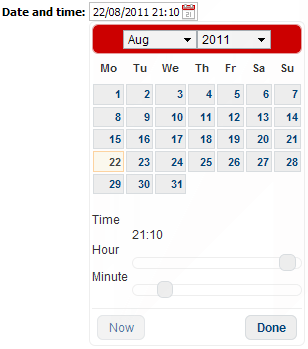 Date and time: 22/08/2011 21:10
Aug 2011
Mo Tu We Th Fr Sa Su
1 2 3 4 5 6 7
8 9 10 11 12 13 14
15 16 17 18 19 20 21
22 23 24 25 26 27 28
29 30 31
Time
21:10
Hour
Minute
Now Done